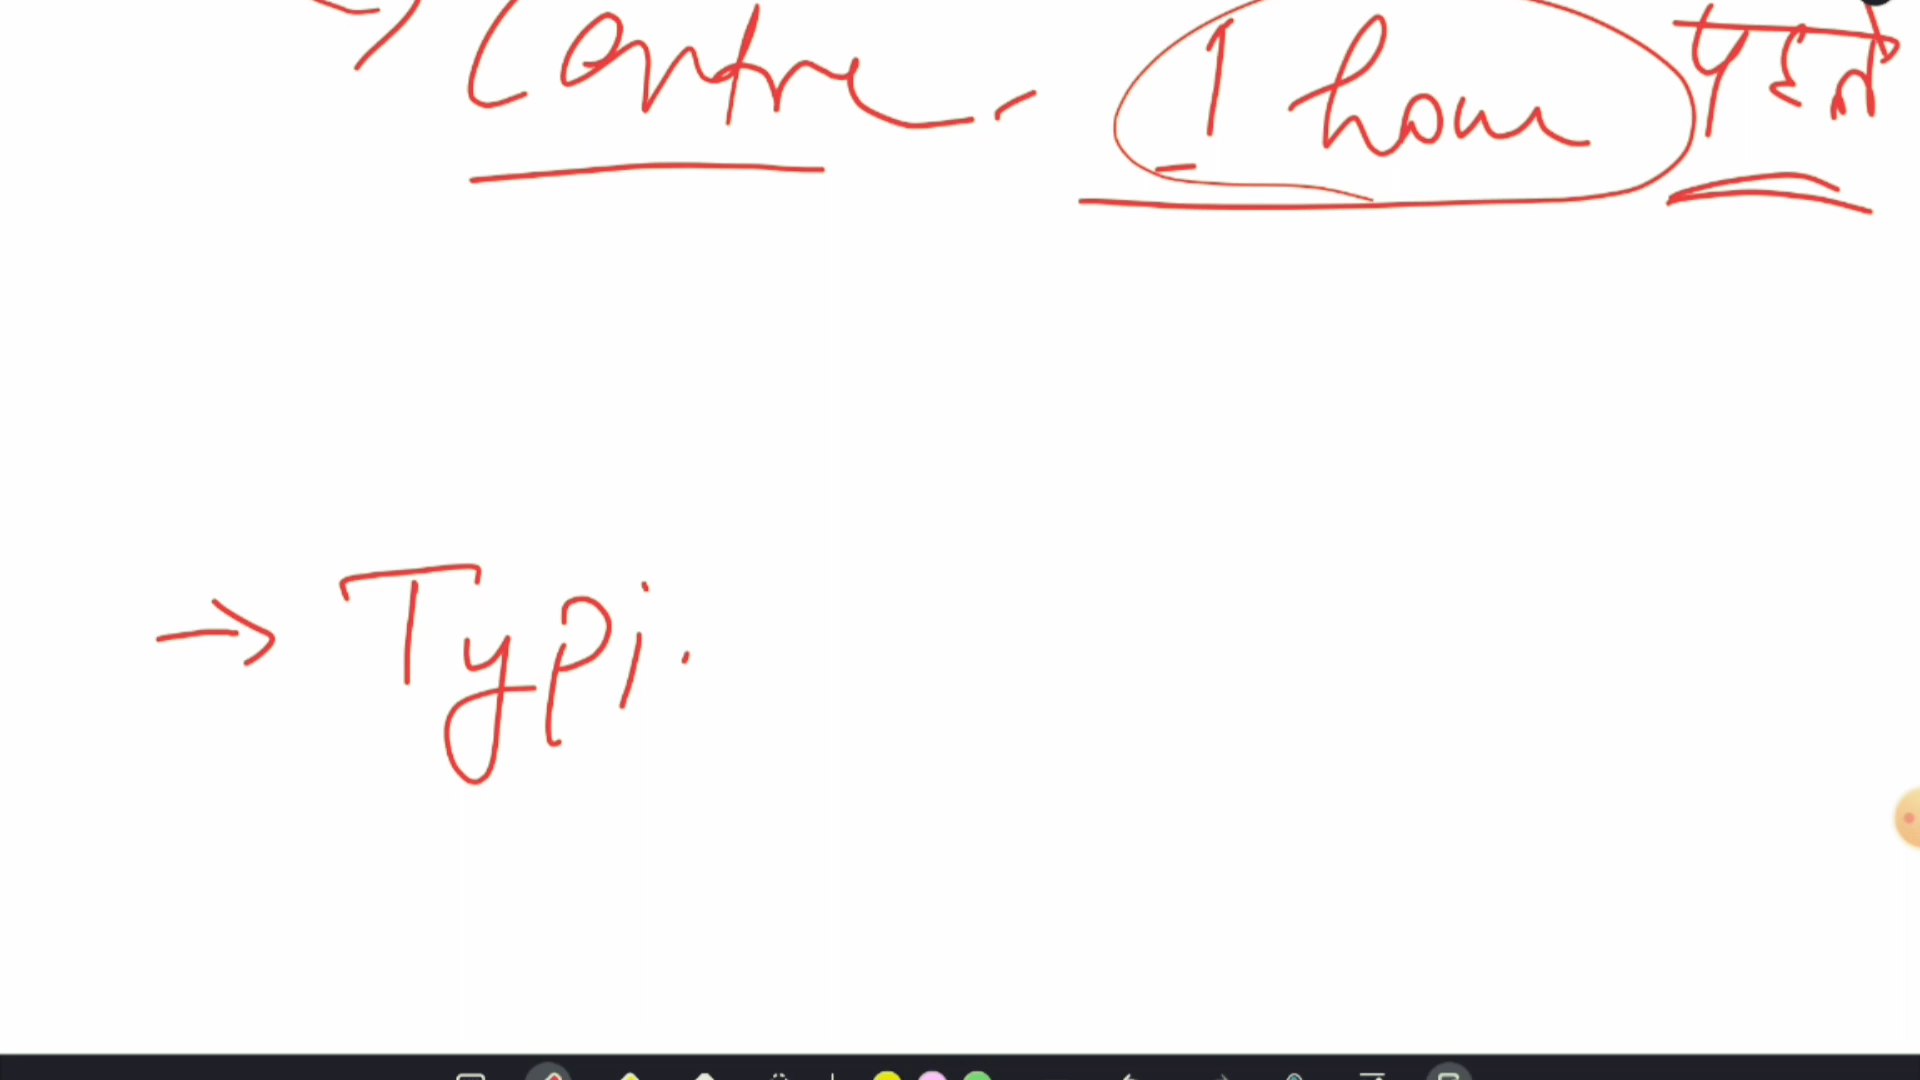 → Centre - 1 hour पहले
→ Typi.